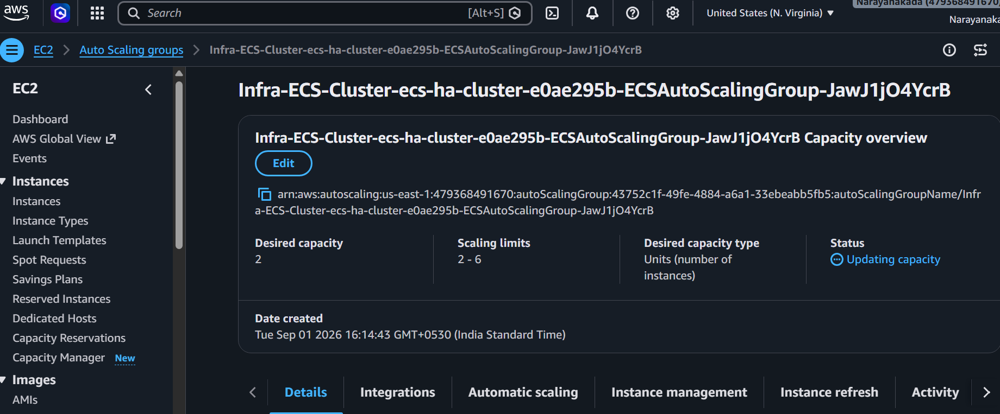 aws
Search
[Alt+S]
United States (N. Virginia)
Narayanakada (479368491670)
EC2
Auto Scaling groups
Infra-ECS-Cluster-ecs-ha-cluster-e0ae295b-ECSAutoScalingGroup-JawJ1jO4YcrB
EC2
Dashboard
AWS Global View
Events
Instances
Instances
Instance Types
Launch Templates
Spot Requests
Savings Plans
Reserved Instances
Dedicated Hosts
Capacity Reservations
Capacity Manager New
Images
AMIs
Infra-ECS-Cluster-ecs-ha-cluster-e0ae295b-ECSAutoScalingGroup-JawJ1jO4YcrB
Infra-ECS-Cluster-ecs-ha-cluster-e0ae295b-ECSAutoScalingGroup-JawJ1jO4YcrB Capacity overview
Edit
arn:aws:autoscaling:us-east-1:479368491670:autoScalingGroup:43752c1f-49fe-4884-a6a1-33ebeabb5fb5:autoScalingGroupName/Infr
a-ECS-Cluster-ecs-ha-cluster-e0ae295b-ECSAutoScalingGroup-JawJ1jO4YcrB
Desired capacity
2
Scaling limits
2 - 6
Desired capacity type
Units (number of
instances)
Status
Updating capacity
Date created
Tue Sep 01 2026 16:14:43 GMT+0530 (India Standard Time)
Details
Integrations
Automatic scaling
Instance management
Instance refresh
Activity